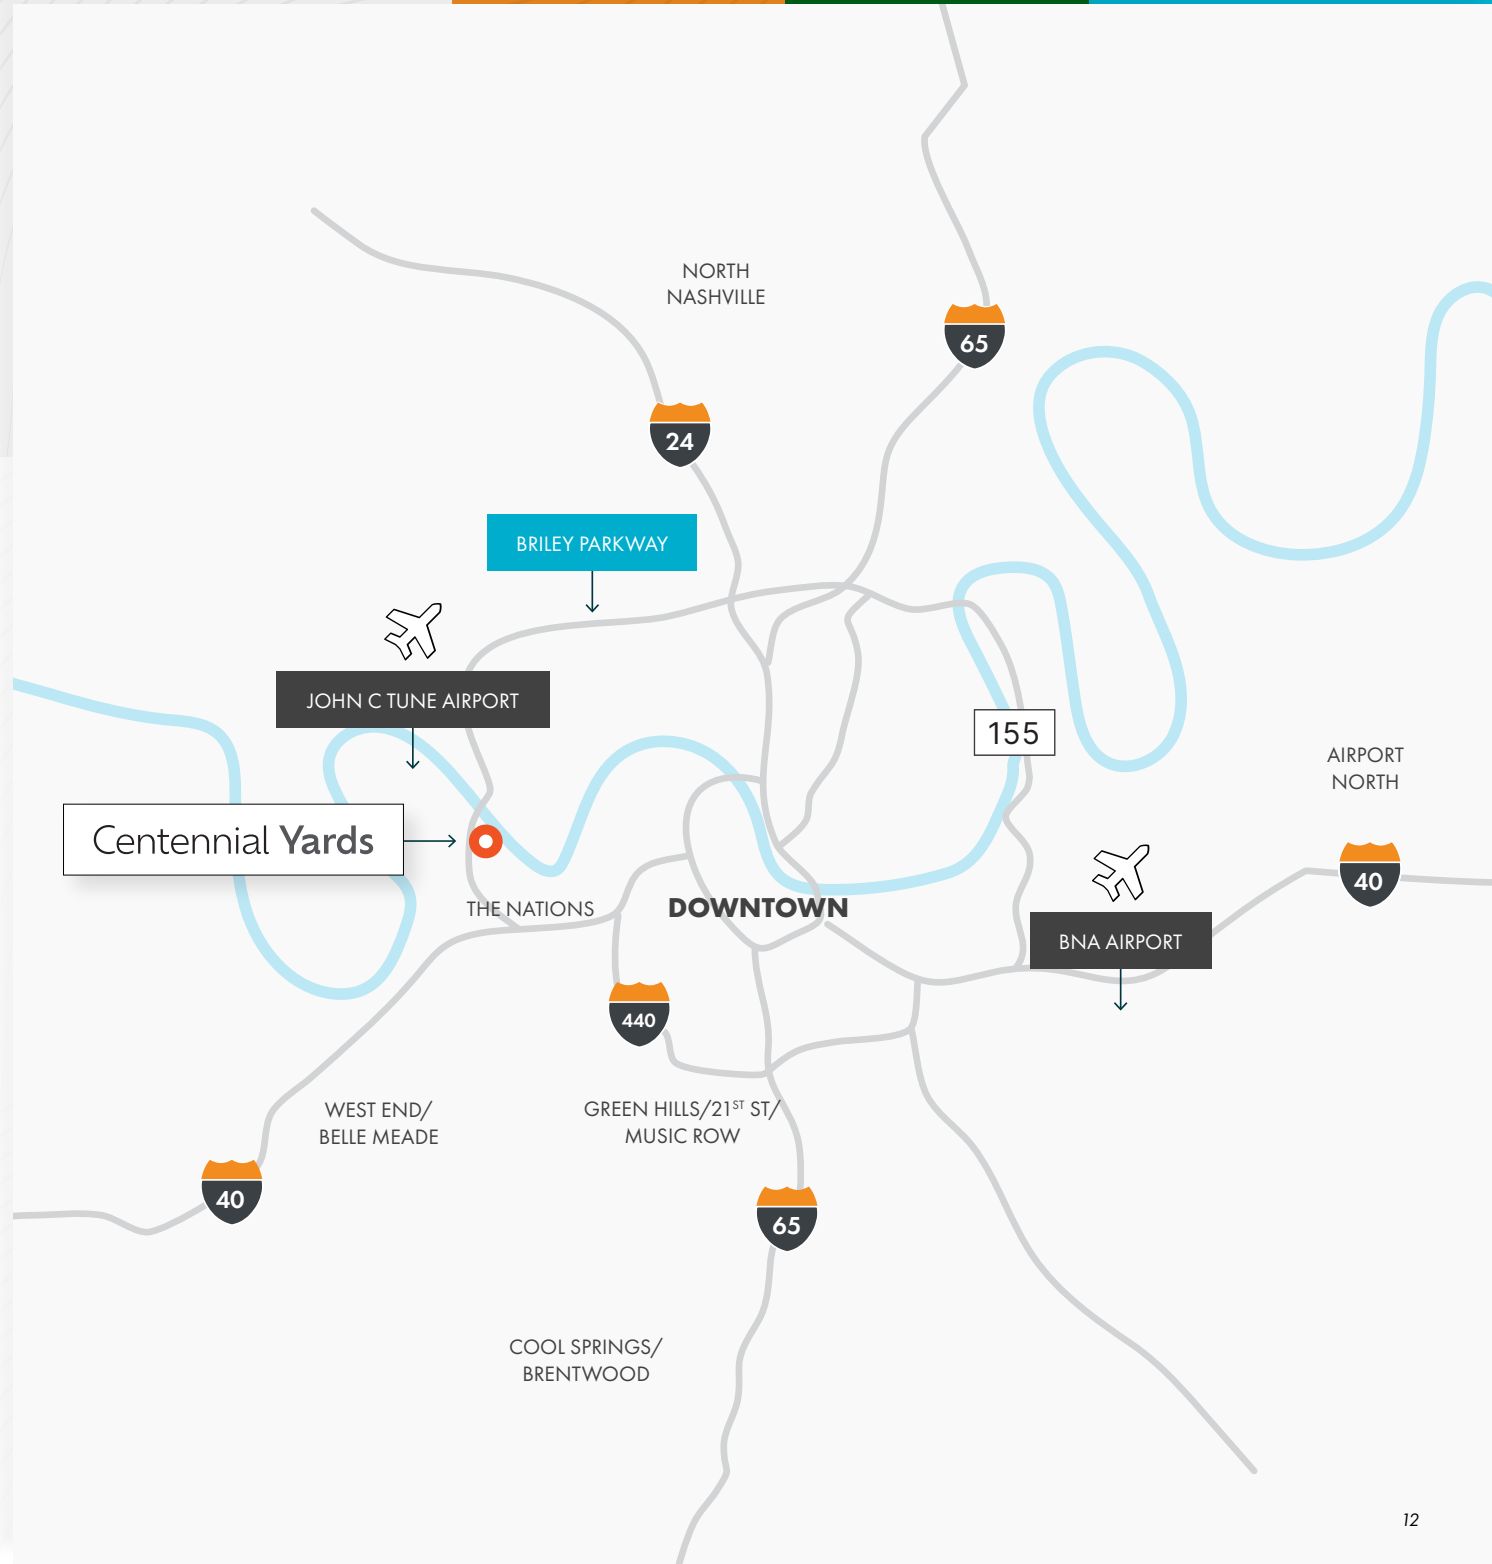 NORTH
NASHVILLE
65
24
BRILEY PARKWAY
JOHN C TUNE AIRPORT
155
AIRPORT
NORTH
Centennial Yards
40
THE NATIONS
DOWNTOWN
BNA AIRPORT
440
WEST END/
BELLE MEADE
GREEN HILLS/21ST ST/
MUSIC ROW
40
65
COOL SPRINGS/
BRENTWOOD
12